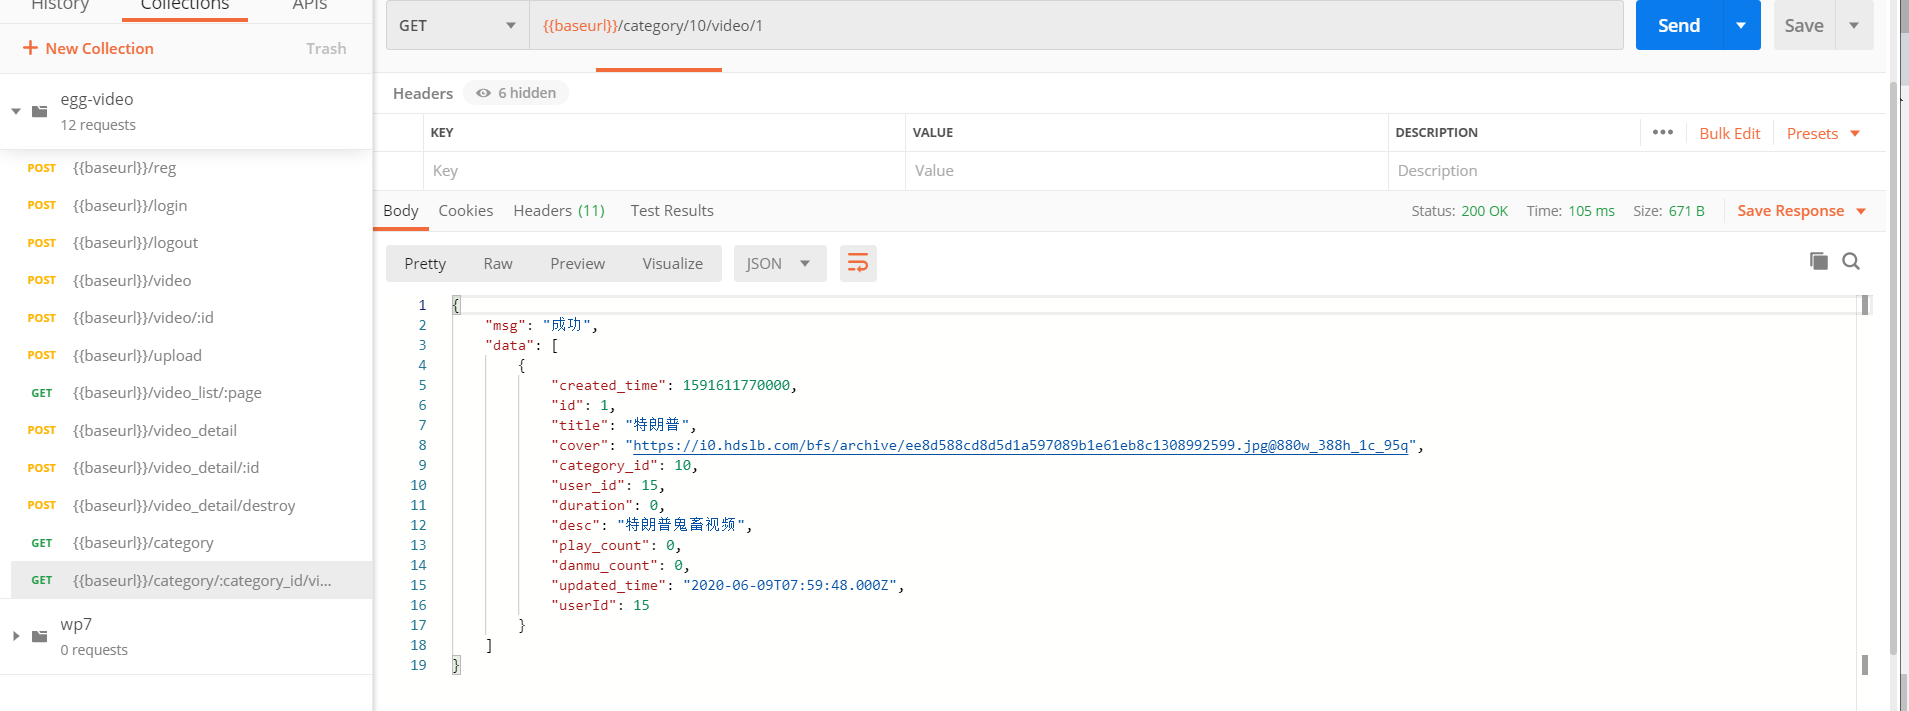 History Collections APIs
+ New Collection Trash
egg-video
12 requests
POST {{baseurl}}/reg
POST {{baseurl}}/login
POST {{baseurl}}/logout
POST {{baseurl}}/video
POST {{baseurl}}/video/:id
POST {{baseurl}}/upload
GET {{baseurl}}/video_list/:page
POST {{baseurl}}/video_detail
POST {{baseurl}}/video_detail/:id
POST {{baseurl}}/video_detail/destroy
GET {{baseurl}}/category
GET {{baseurl}}/category/:category_id/vi...
wp7
0 requests
GET {{baseurl}}/category/10/video/1 Send Save
Headers 6 hidden
KEY VALUE DESCRIPTION ••• Bulk Edit Presets
Key Value Description
Body Cookies Headers (11) Test Results Status: 200 OK Time: 105 ms Size: 671 B Save Response
Pretty Raw Preview Visualize JSON
1 {
2 "msg": "成功",
3 "data": [
4 {
5 "created_time": 1591611770000,
6 "id": 1,
7 "title": "特朗普",
8 "cover": "https://i0.hdslb.com/bfs/archive/ee8d588cd8d5d1a597089b1e61eb8c1308992599.jpg@880w_388h_1c_95q",
9 "category_id": 10,
10 "user_id": 15,
11 "duration": 0,
12 "desc": "特朗普鬼畜视频",
13 "play_count": 0,
14 "danmu_count": 0,
15 "updated_time": "2020-06-09T07:59:48.000Z",
16 "userId": 15
17 }
18 ]
19 }